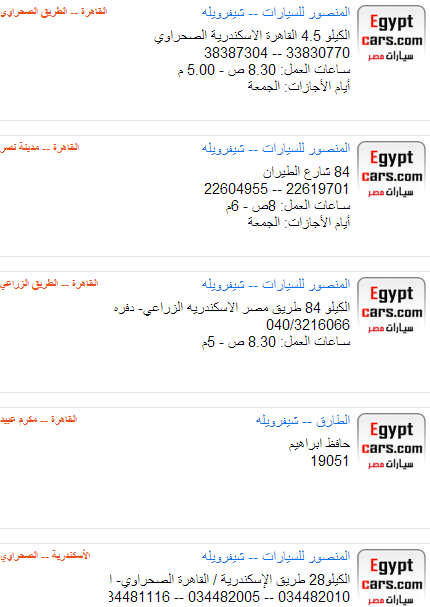 المنصور للسيارات -- شيفروليه
القاهرة -- الطريق الصحراوي
Egypt
cars.com
سيارات مصر
الكيلو 4.5 القاهرة الاسكندرية الصحراوي
33830770 -- 38387304
ساعات العمل: 8.30 ص - 5.00 م
أيام الأجازات: الجمعة
المنصور للسيارات -- شيفروليه
القاهرة -- مدينة نصر
Egypt
cars.com
سيارات مصر
84 شارع الطيران
22619701 -- 22604955
ساعات العمل: 8ص - 6م
أيام الأجازات: الجمعة
المنصور للسيارات -- شيفروليه
القاهرة -- الطريق الزراعي
Egypt
cars.com
سيارات مصر
الكيلو 84 طريق مصر الاسكندريه الزراعي- دفره
040/3216066
ساعات العمل: 8.30 ص - 5م
الطارق -- شيفروليه
القاهرة -- مكرم عبيد
Egypt
cars.com
سيارات مصر
حافظ ابراهيم
19051
المنصور للسيارات -- شيفروليه
الأسكندرية -- الصحراوي
Egypt
cars.com
سيارات مصر
الكيلو28 طريق الإسكندرية / القاهرة الصحراوي- ا
034482010 -- 034482005 -- 34481116